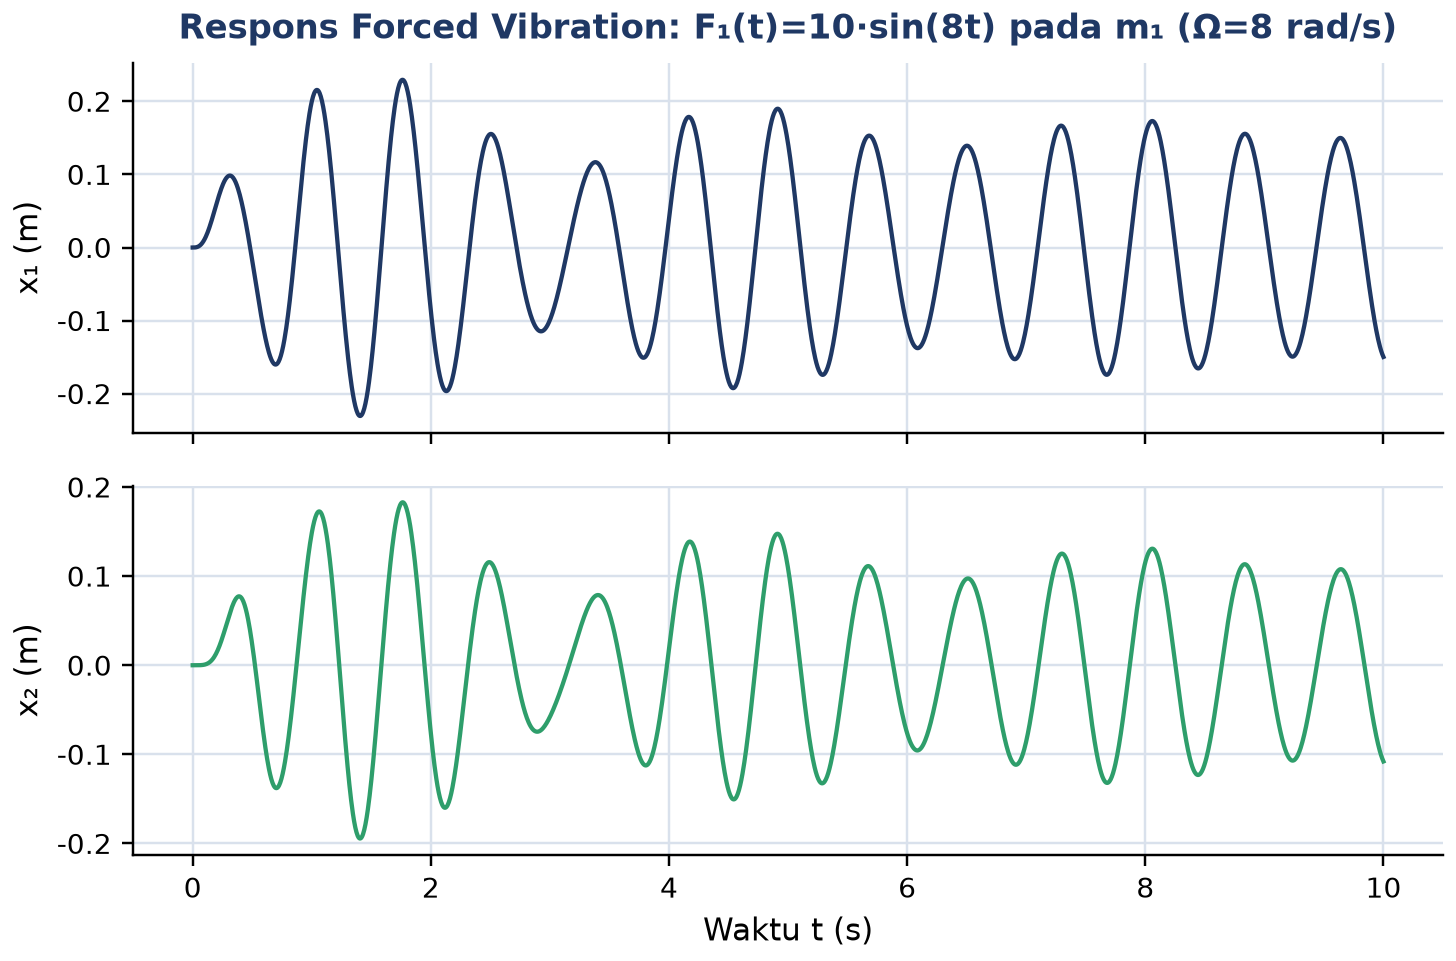 Respons Forced Vibration: F₁(t)=10·sin(8t) pada m₁ (Ω=8 rad/s)
0.2
0.1
0.0
-0.1
-0.2
x₁ (m)
0.2
0.1
0.0
-0.1
-0.2
x₂ (m)
0 2 4 6 8 10
Waktu t (s)